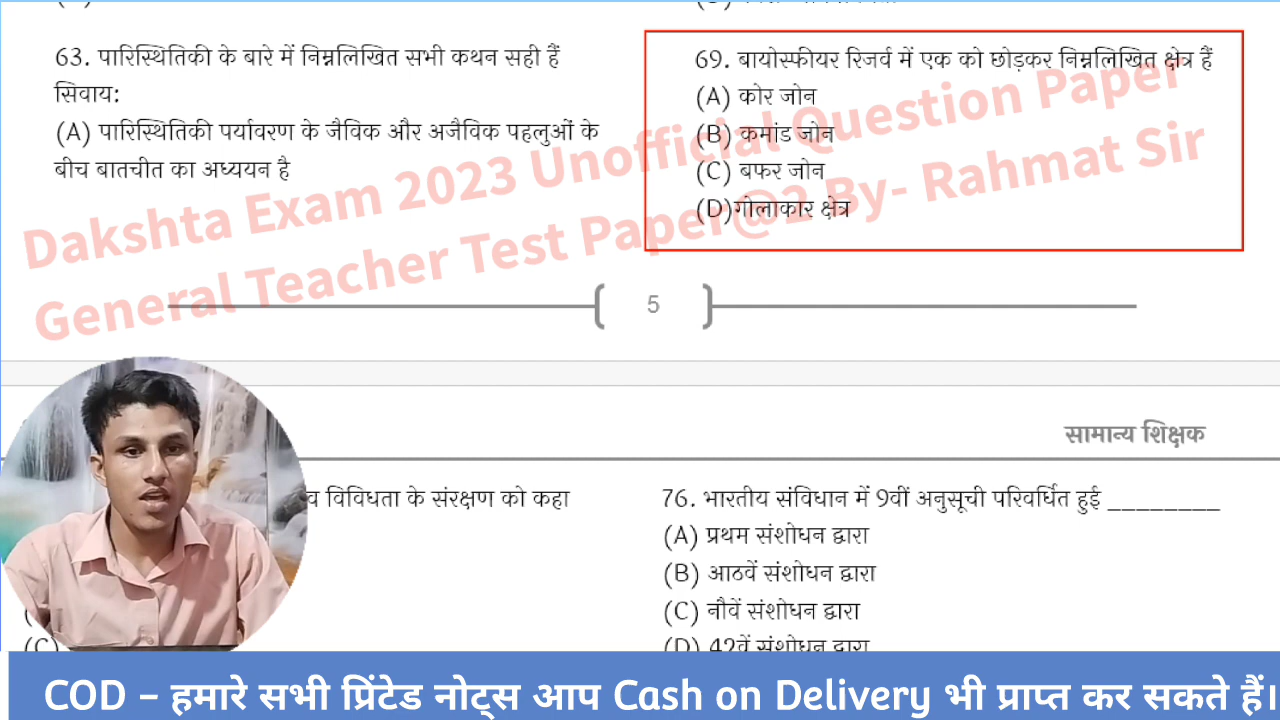 63. पारिस्थितिकी के बारे में निम्नलिखित सभी कथन सही हैं
सिवाय:
(A) पारिस्थितिकी पर्यावरण के जैविक और अजैविक पहलुओं के
बीच बातचीत का अध्ययन है
69. बायोस्फीयर रिजर्व में एक को छोड़कर निम्नलिखित क्षेत्र हैं
(A) कोर जोन
(B) कमांड जोन
(C) बफर जोन
(D)गोलाकार क्षेत्र
Dakshta Exam 2023 Unofficial Question Paper
General Teacher Test Paper@2 By- Rahmat Sir
5
सामान्य शिक्षक
व विविधता के संरक्षण को कहा
(C)
76. भारतीय संविधान में 9वीं अनुसूची परिवर्धित हुई ________
(A) प्रथम संशोधन द्वारा
(B) आठवें संशोधन द्वारा
(C) नौवें संशोधन द्वारा
(D) 42वें संशोधन द्वारा
COD – हमारे सभी प्रिंटेड नोट्स आप Cash on Delivery भी प्राप्त कर सकते हैं।